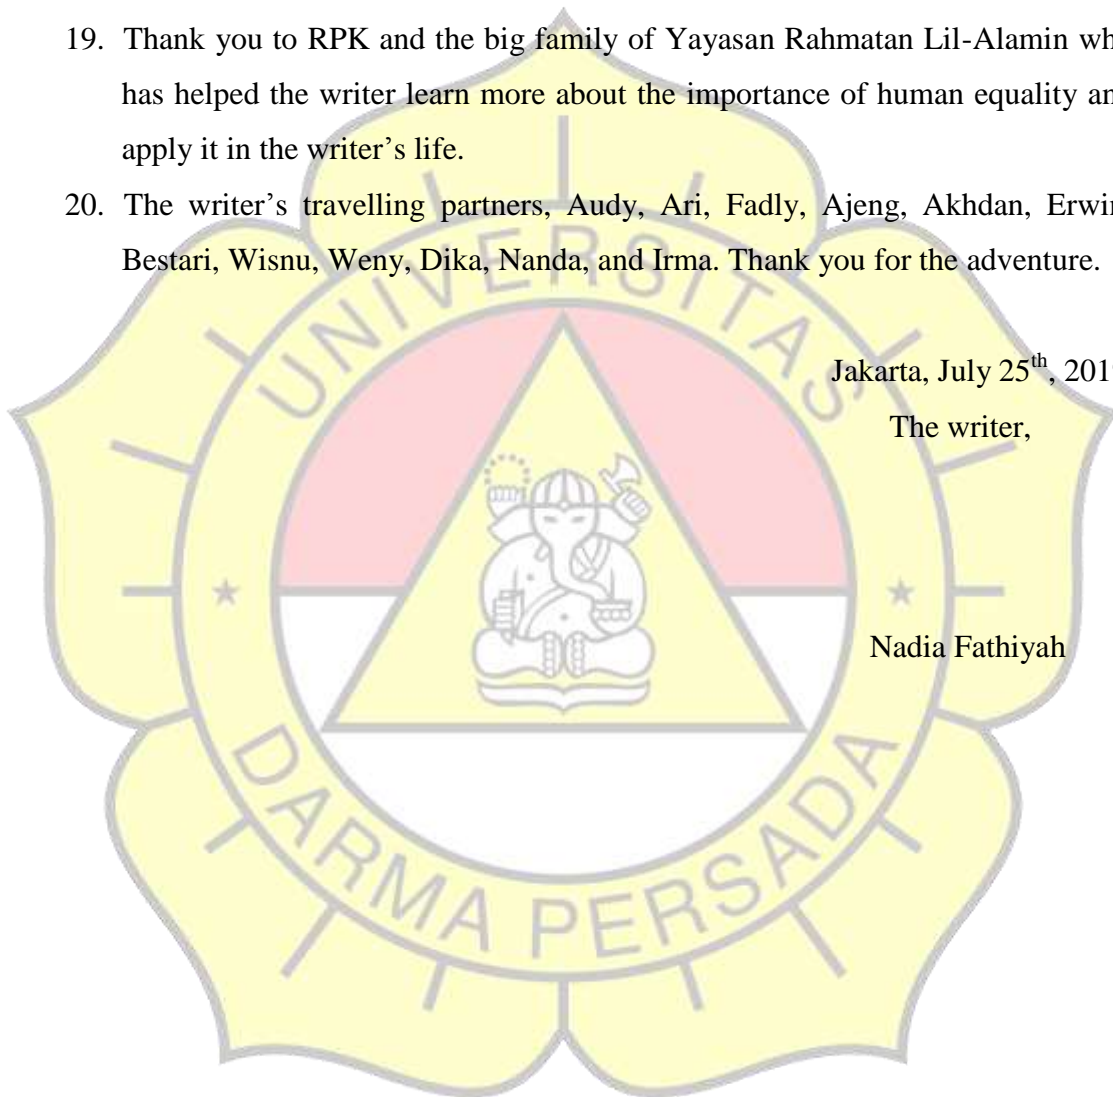 19. Thank you to RPK and the big family of Yayasan Rahmatan Lil-Alamin wh
has helped the writer learn more about the importance of human equality an
apply it in the writer's life.
20. The writer's travelling partners, Audy, Ari, Fadly, Ajeng, Akhdan, Erwin
Bestari, Wisnu, Weny, Dika, Nanda, and Irma. Thank you for the adventure.
Jakarta, July 25th, 201
The writer,
Nadia Fathiyah
UNIVERSITAS
DARMA PERSADA